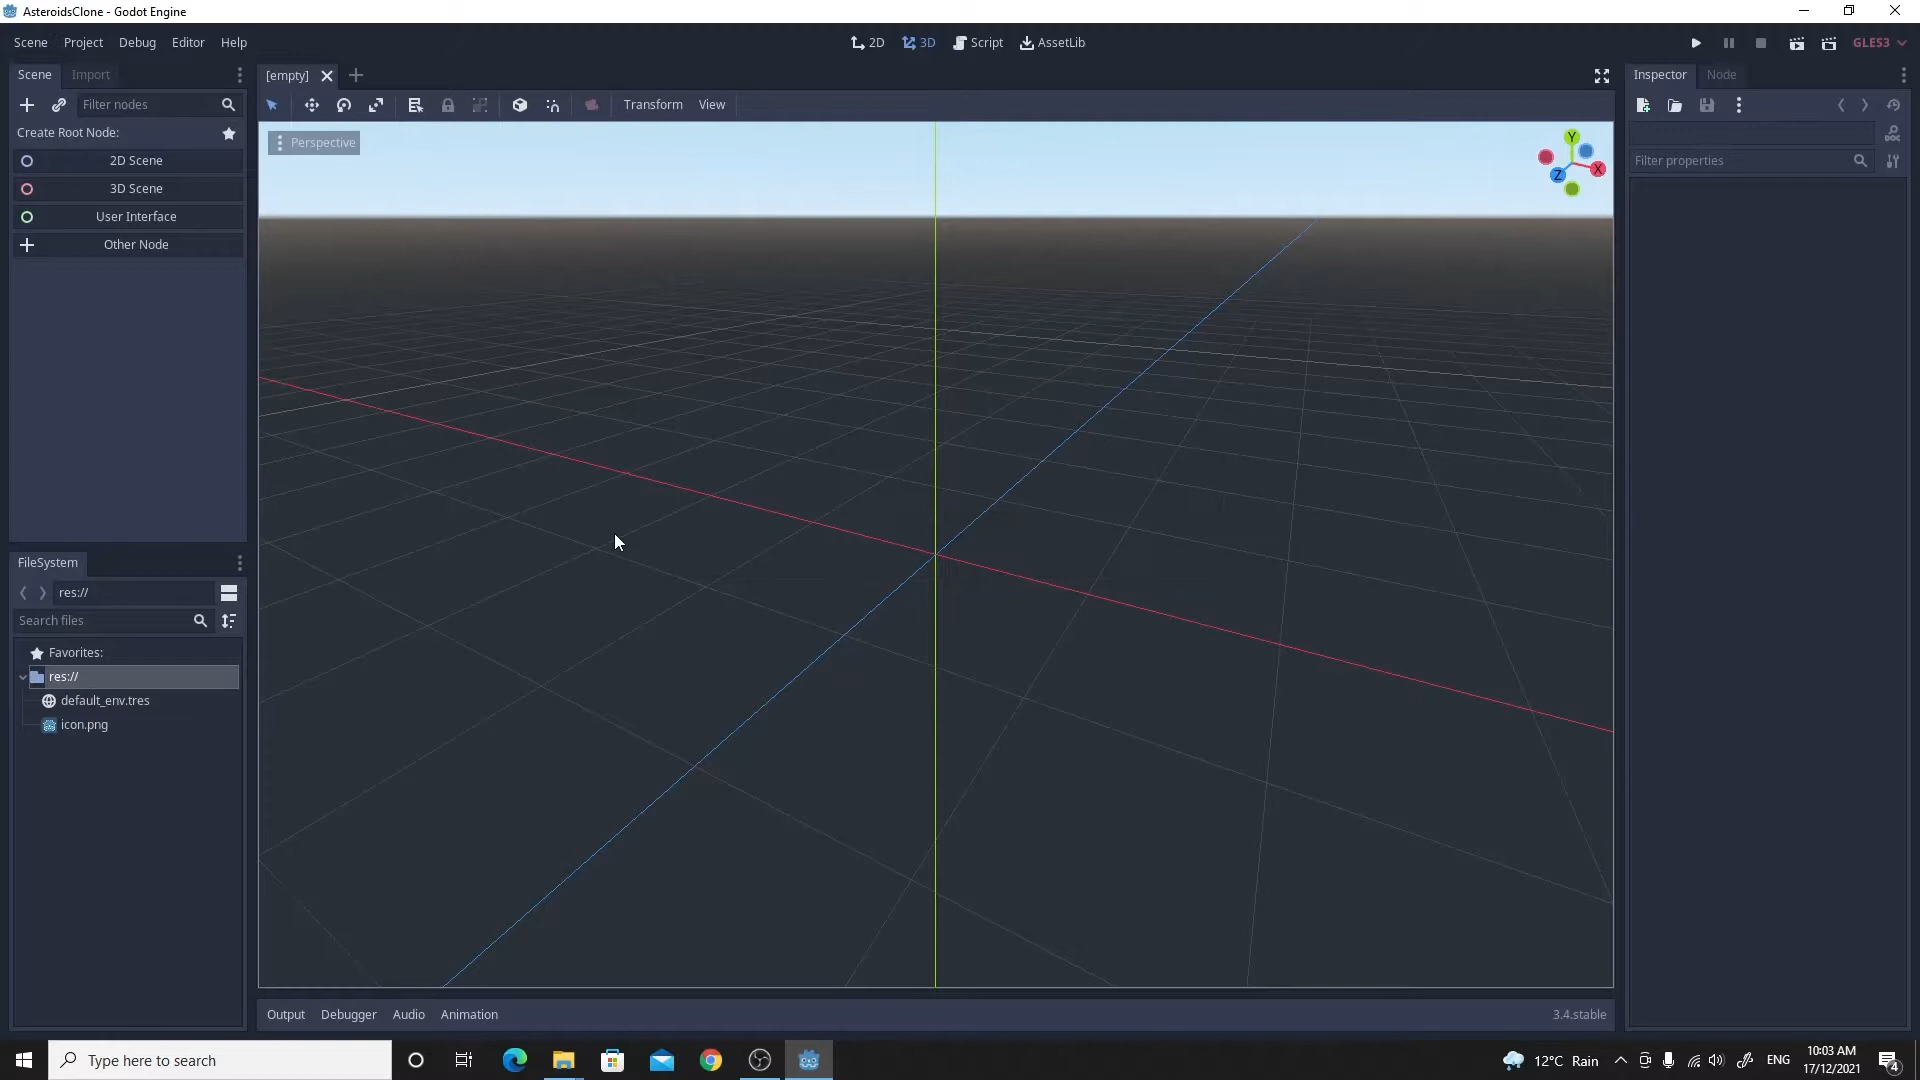 AsteroidsClone - Godot Engine
Scene Project Debug Editor Help
2D 3D Script AssetLib
GLES3
Scene Import
[empty]
Inspector Node
Filter nodes
Transform View
Create Root Node:
2D Scene
3D Scene
User Interface
Other Node
Perspective
Y
X
Z
Filter properties
FileSystem
res://
Search files
Favorites:
res://
default_env.tres
icon.png
Output Debugger Audio Animation
3.4.stable
Type here to search
12°C Rain
ENG
10:03 AM
17/12/2021
4